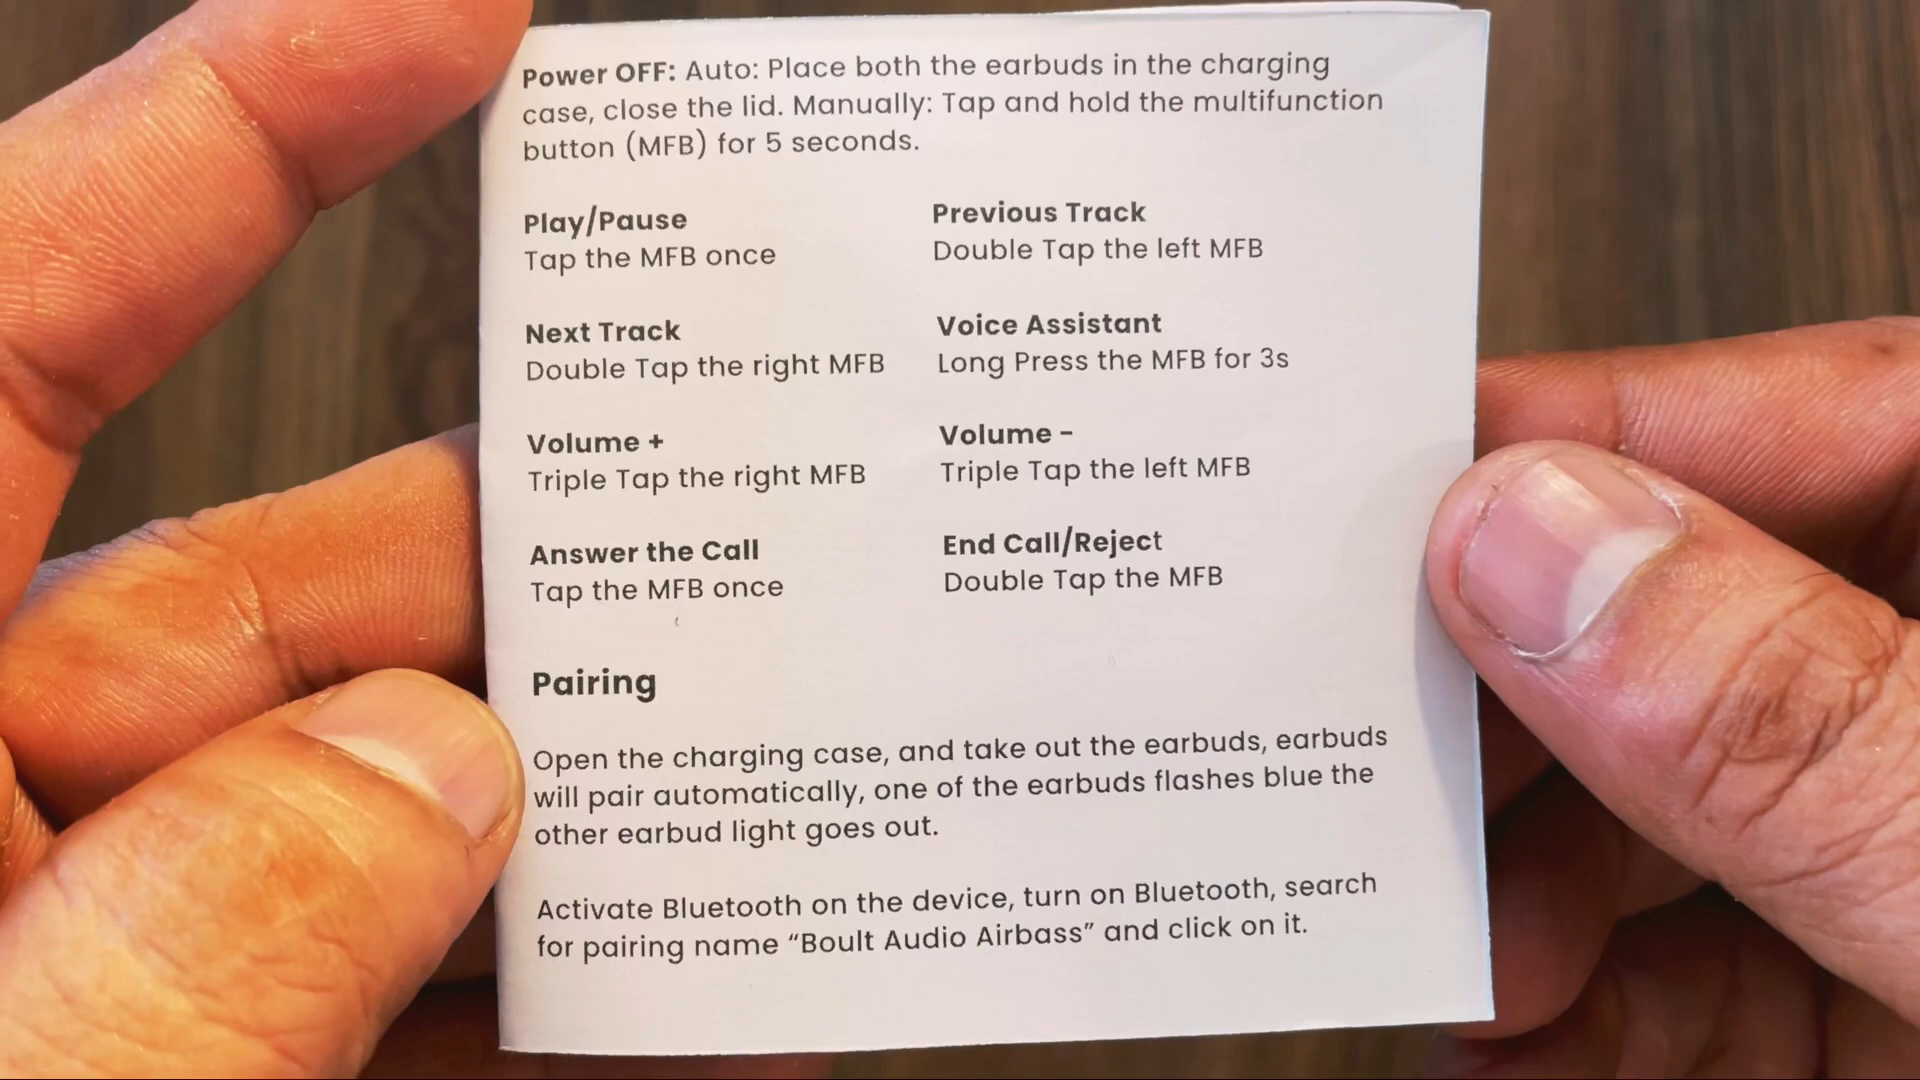 Power OFF: Auto: Place both the earbuds in the charging
case, close the lid. Manually: Tap and hold the multifunction
button (MFB) for 5 seconds.
Play/Pause
Tap the MFB once
Previous Track
Double Tap the left MFB
Next Track
Double Tap the right MFB
Voice Assistant
Long Press the MFB for 3s
Volume +
Triple Tap the right MFB
Volume -
Triple Tap the left MFB
Answer the Call
Tap the MFB once
End Call/Reject
Double Tap the MFB
Pairing
Open the charging case, and take out the earbuds, earbuds
will pair automatically, one of the earbuds flashes blue the
other earbud light goes out.
Activate Bluetooth on the device, turn on Bluetooth, search
for pairing name “Boult Audio Airbass” and click on it.